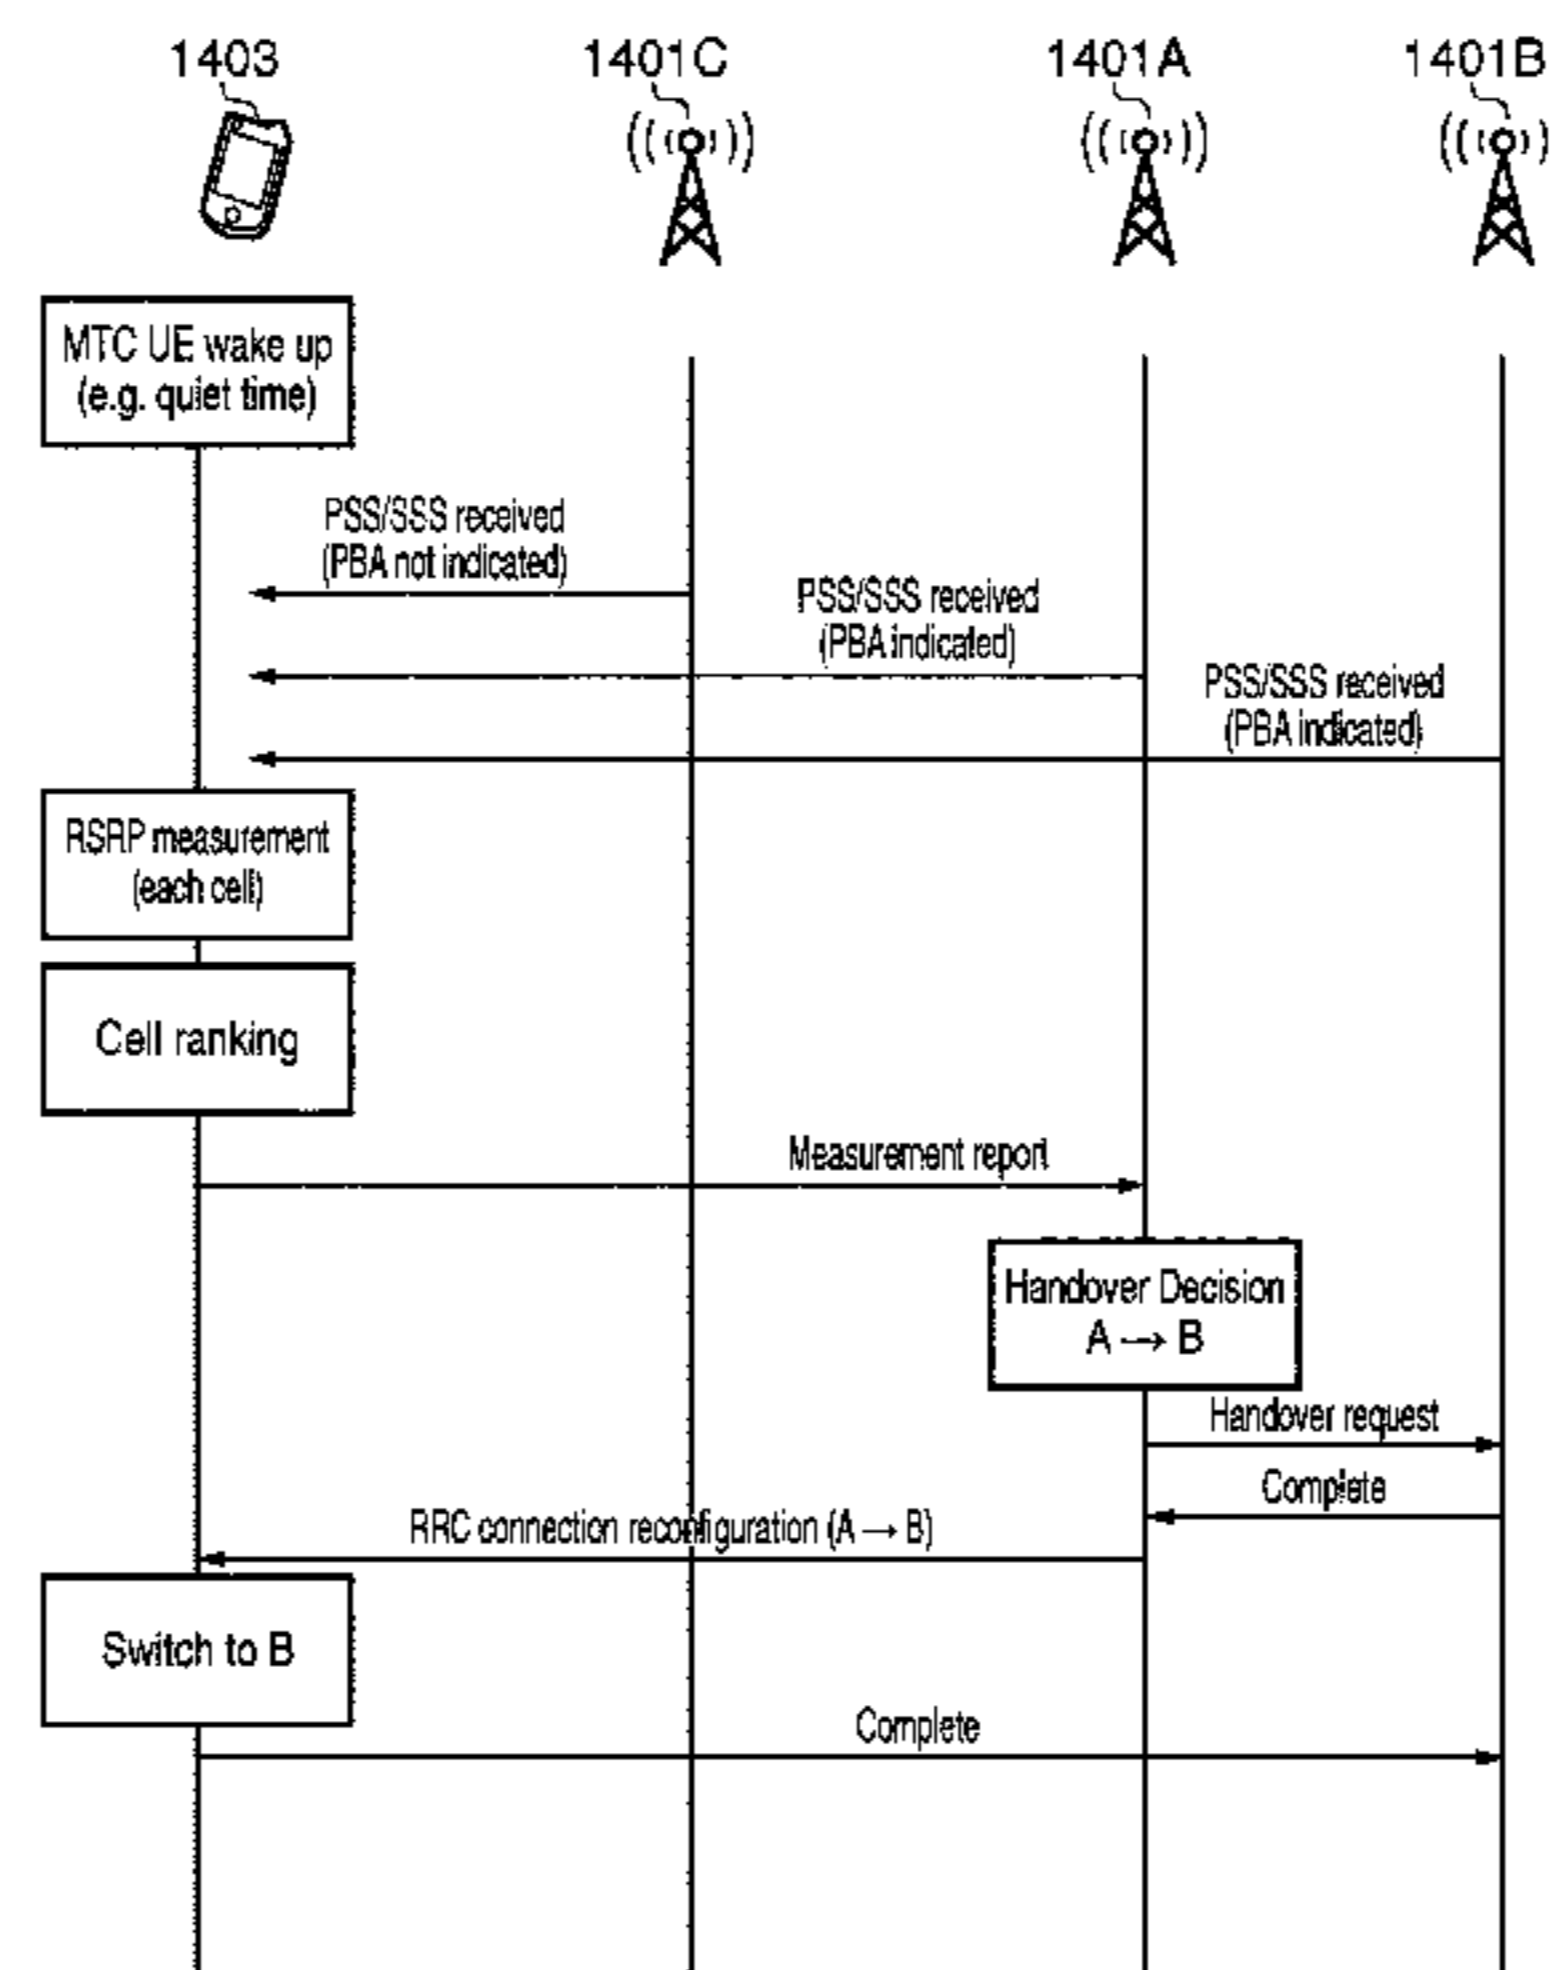 1403
1401C
1401A
1401B
MTC UE wake up
(e.g. quiet time)
PSS/SSS received
(PBA not indicated)
PSS/SSS received
(PBA indicated)
PSS/SSS received
(PBA indicated)
RSRP measurement
(each cell)
Cell ranking
Measurement report
Handover Decision
A → B
Handover request
Complete
RRC connection reconfiguration (A → B)
Switch to B
Complete